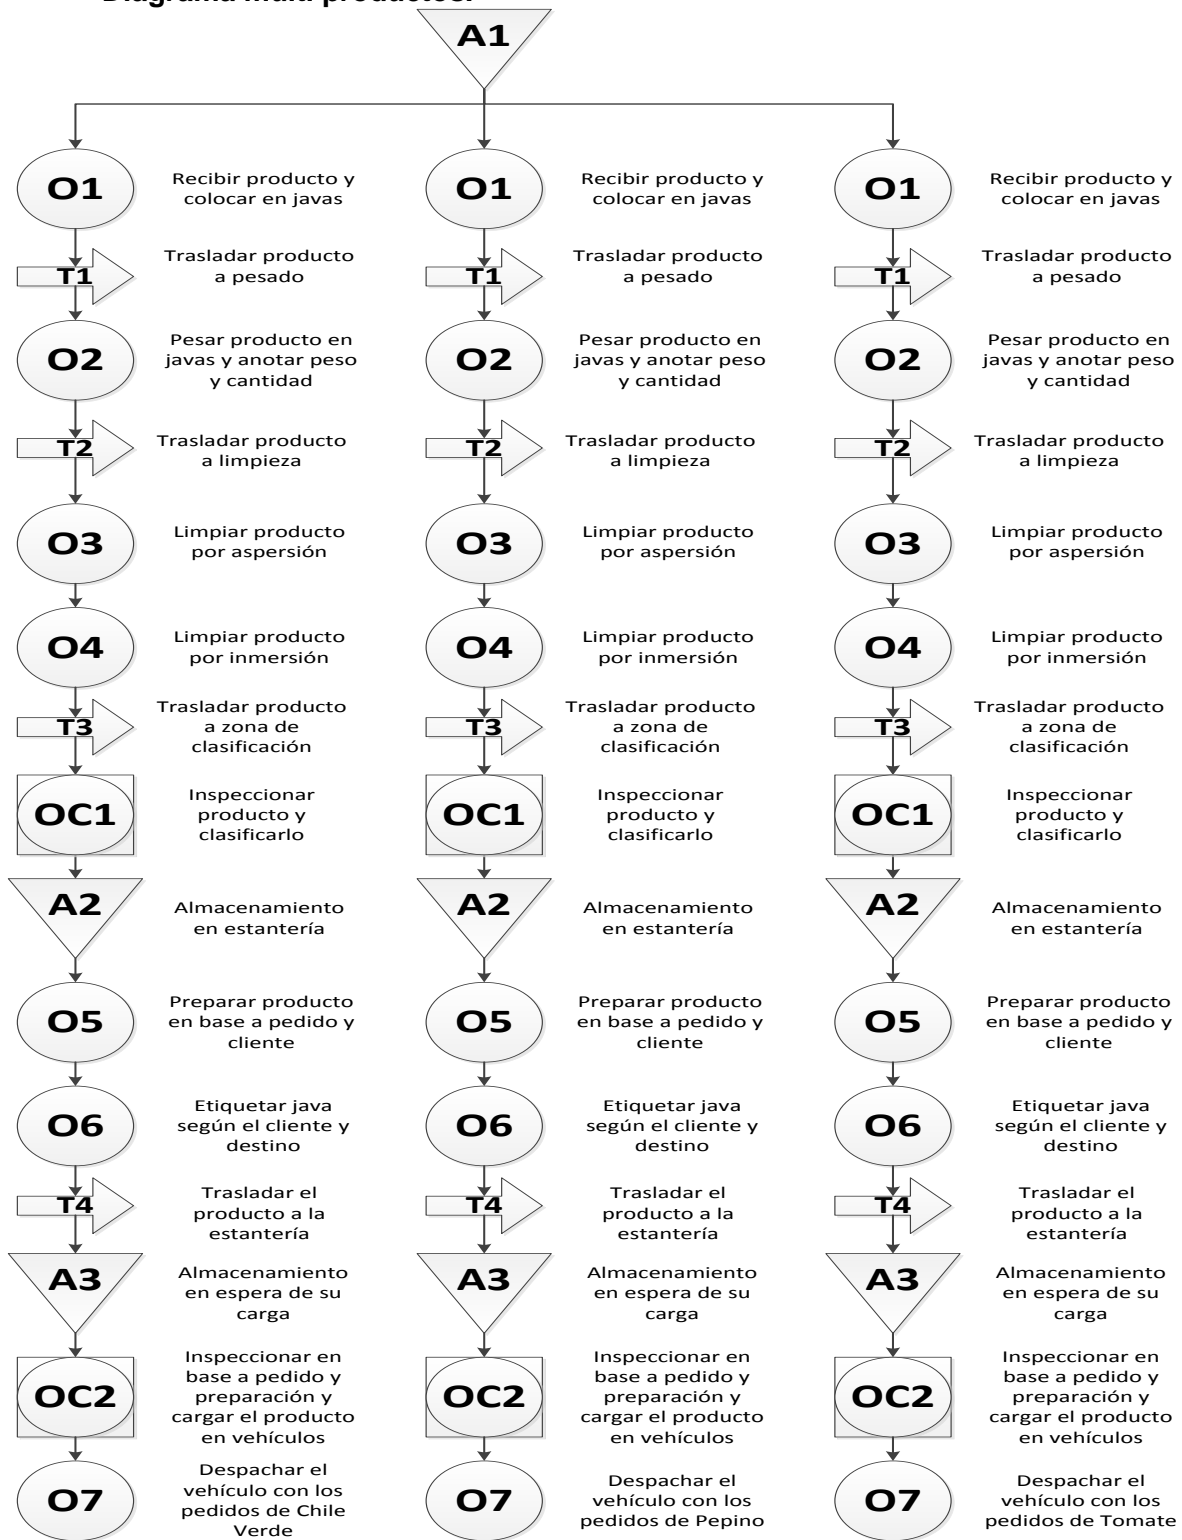 Diagrama multi productos.
A1
O1
Recibir producto y
colocar en javas
O1
Recibir producto y
colocar en javas
O1
Recibir producto y
colocar en javas
T1
Trasladar producto
a pesado
T1
Trasladar producto
a pesado
T1
Trasladar producto
a pesado
O2
Pesar producto en
javas y anotar peso
y cantidad
O2
Pesar producto en
javas y anotar peso
y cantidad
O2
Pesar producto en
javas y anotar peso
y cantidad
T2
Trasladar producto
a limpieza
T2
Trasladar producto
a limpieza
T2
Trasladar producto
a limpieza
O3
Limpiar producto
por aspersión
O3
Limpiar producto
por aspersión
O3
Limpiar producto
por aspersión
O4
Limpiar producto
por inmersión
O4
Limpiar producto
por inmersión
O4
Limpiar producto
por inmersión
T3
Trasladar producto
a zona de
clasificación
T3
Trasladar producto
a zona de
clasificación
T3
Trasladar producto
a zona de
clasificación
OC1
Inspeccionar
producto y
clasificarlo
OC1
Inspeccionar
producto y
clasificarlo
OC1
Inspeccionar
producto y
clasificarlo
A2
Almacenamiento
en estantería
A2
Almacenamiento
en estantería
A2
Almacenamiento
en estantería
O5
Preparar producto
en base a pedido y
cliente
O5
Preparar producto
en base a pedido y
cliente
O5
Preparar producto
en base a pedido y
cliente
O6
Etiquetar java
según el cliente y
destino
O6
Etiquetar java
según el cliente y
destino
O6
Etiquetar java
según el cliente y
destino
T4
Trasladar el
producto a la
estantería
T4
Trasladar el
producto a la
estantería
T4
Trasladar el
producto a la
estantería
A3
Almacenamiento
en espera de su
carga
A3
Almacenamiento
en espera de su
carga
A3
Almacenamiento
en espera de su
carga
OC2
Inspeccionar en
base a pedido y
preparación y
cargar el producto
en vehículos
OC2
Inspeccionar en
base a pedido y
preparación y
cargar el producto
en vehículos
OC2
Inspeccionar en
base a pedido y
preparación y
cargar el producto
en vehículos
O7
Despachar el
vehículo con los
pedidos de Chile
Verde
O7
Despachar el
vehículo con los
pedidos de Pepino
O7
Despachar el
vehículo con los
pedidos de Tomate